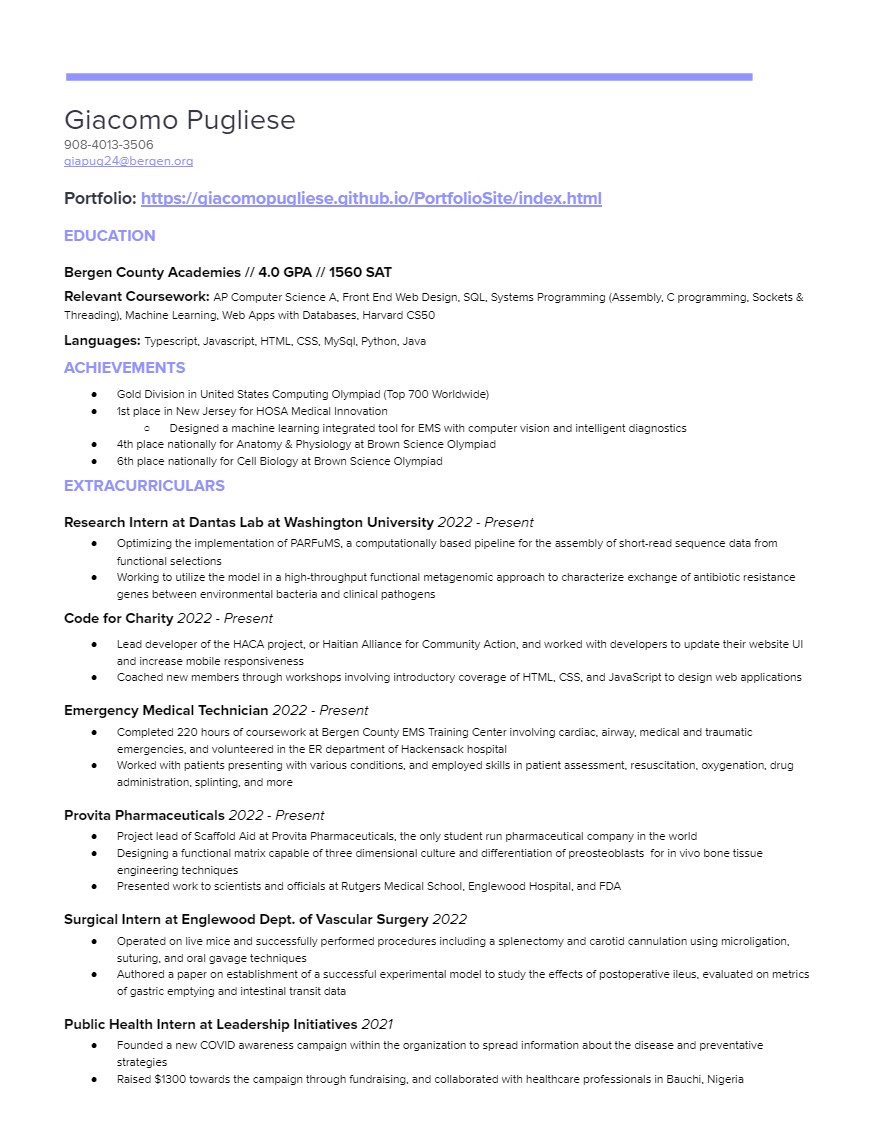 Giacomo Pugliese
908-4013-3506
giapug24@bergen.org
Portfolio: https://giacomopugliese.github.io/PortfolioSite/index.html
EDUCATION
Bergen County Academies // 4.0 GPA // 1560 SAT
Relevant Coursework: AP Computer Science A, Front End Web Design, SQL, Systems Programming (Assembly, C programming, Sockets &
Threading), Machine Learning, Web Apps with Databases, Harvard CS50
Languages: Typescript, Javascript, HTML, CSS, MySql, Python, Java
ACHIEVEMENTS
● Gold Division in United States Computing Olympiad (Top 700 Worldwide)
● 1st place in New Jersey for HOSA Medical Innovation
○ Designed a machine learning integrated tool for EMS with computer vision and intelligent diagnostics
● 4th place nationally for Anatomy & Physiology at Brown Science Olympiad
● 6th place nationally for Cell Biology at Brown Science Olympiad
EXTRACURRICULARS
Research Intern at Dantas Lab at Washington University 2022 - Present
● Optimizing the implementation of PARFuMS, a computationally based pipeline for the assembly of short-read sequence data from
functional selections
● Working to utilize the model in a high-throughput functional metagenomic approach to characterize exchange of antibiotic resistance
genes between environmental bacteria and clinical pathogens
Code for Charity 2022 - Present
● Lead developer of the HACA project, or Haitian Alliance for Community Action, and worked with developers to update their website UI
and increase mobile responsiveness
● Coached new members through workshops involving introductory coverage of HTML, CSS, and JavaScript to design web applications
Emergency Medical Technician 2022 - Present
● Completed 220 hours of coursework at Bergen County EMS Training Center involving cardiac, airway, medical and traumatic
emergencies, and volunteered in the ER department of Hackensack hospital
● Worked with patients presenting with various conditions, and employed skills in patient assessment, resuscitation, oxygenation, drug
administration, splinting, and more
Provita Pharmaceuticals 2022 - Present
● Project lead of Scaffold Aid at Provita Pharmaceuticals, the only student run pharmaceutical company in the world
● Designing a functional matrix capable of three dimensional culture and differentiation of preosteoblasts  for in vivo bone tissue
engineering techniques
● Presented work to scientists and officials at Rutgers Medical School, Englewood Hospital, and FDA
Surgical Intern at Englewood Dept. of Vascular Surgery 2022
● Operated on live mice and successfully performed procedures including a splenectomy and carotid cannulation using microligation,
suturing, and oral gavage techniques
● Authored a paper on establishment of a successful experimental model to study the effects of postoperative ileus, evaluated on metrics
of gastric emptying and intestinal transit data
Public Health Intern at Leadership Initiatives 2021
● Founded a new COVID awareness campaign within the organization to spread information about the disease and preventative
strategies
● Raised $1300 towards the campaign through fundraising, and collaborated with healthcare professionals in Bauchi, Nigeria